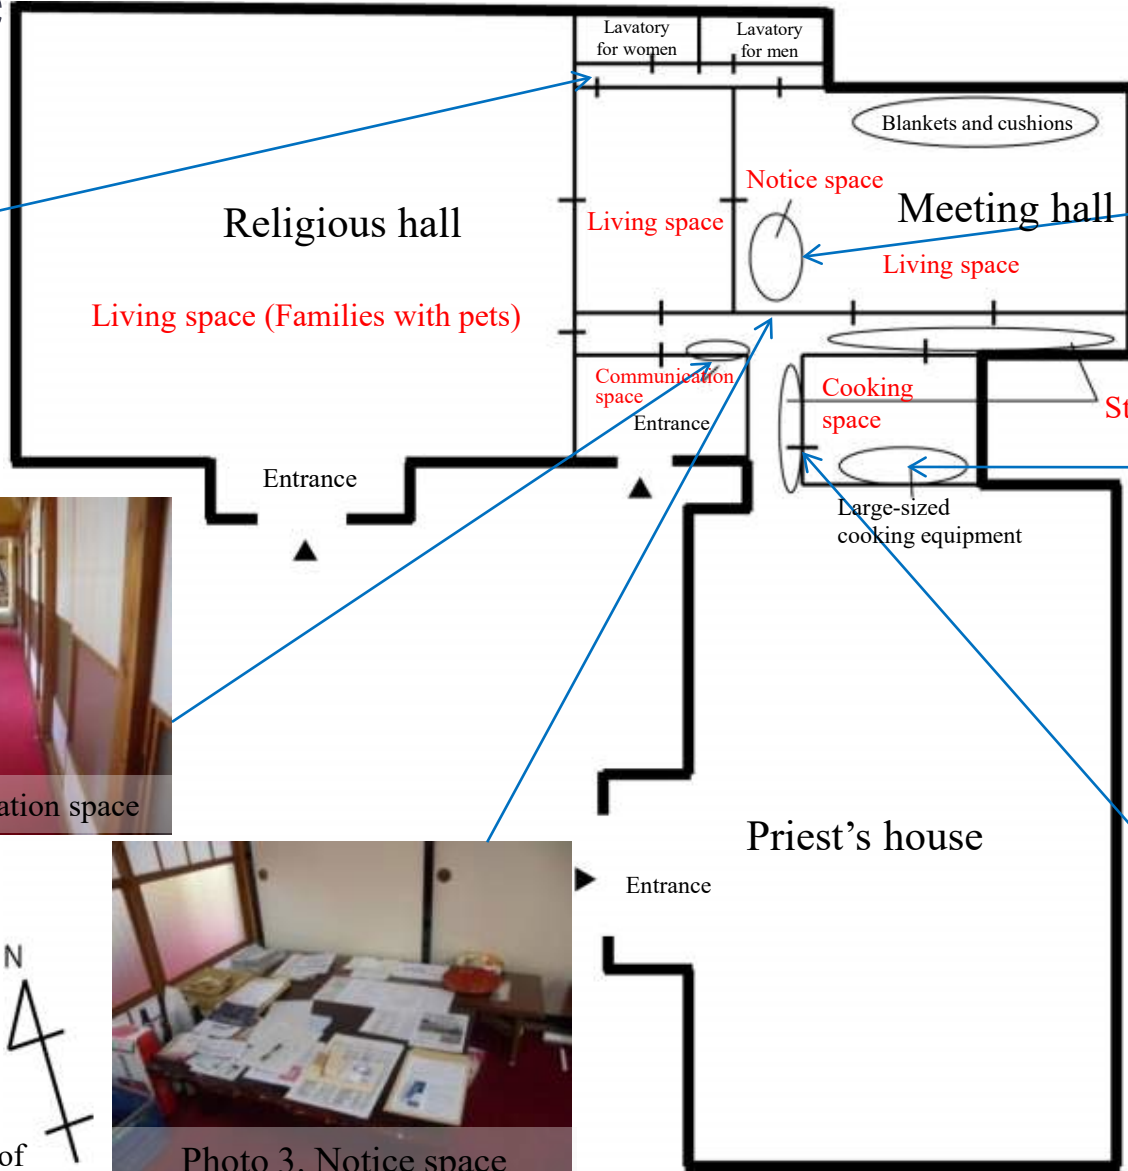 Lavatory
for women
Lavatory
for men
Blankets and cushions
Notice space
Meeting hall
Religious hall
Living space
Living space
Living space (Families with pets)
Communication
space
Entrance
Cooking
space
St
Entrance
Large-sized
cooking equipment
ation space
Priest’s house
Entrance
N
of
Photo 3. Notice space